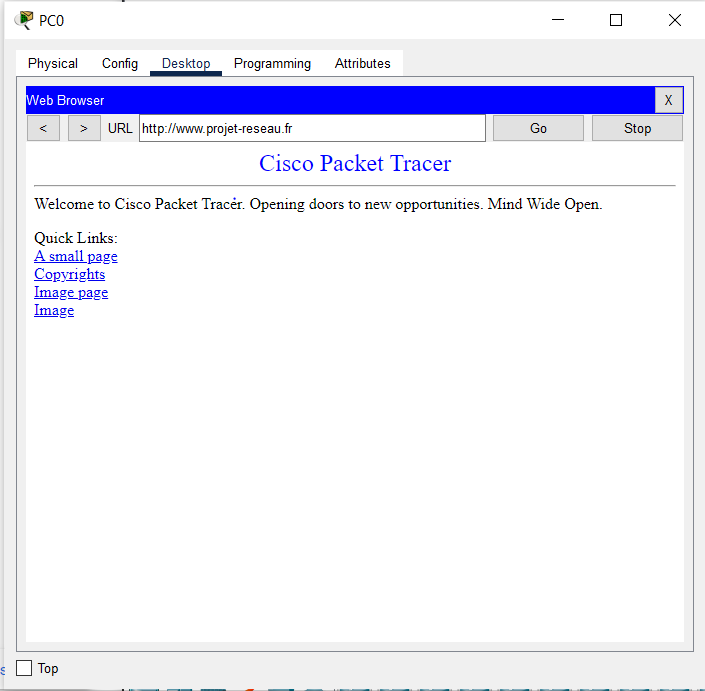 PC0
Physical Config Desktop Programming Attributes
Web Browser X
< > URL http://www.projet-reseau.fr Go Stop
Cisco Packet Tracer
Welcome to Cisco Packet Tracer. Opening doors to new opportunities. Mind Wide Open.
Quick Links:
A small page
Copyrights
Image page
Image
Top